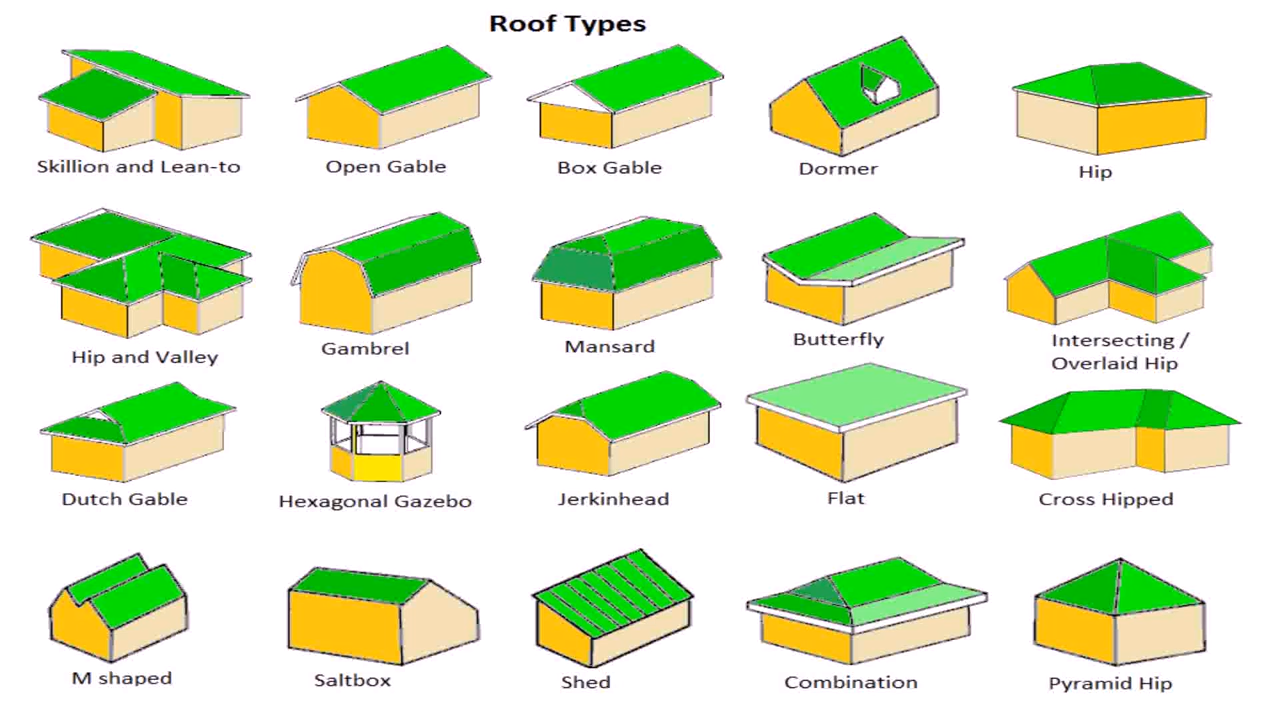 Roof Types
Skillion and Lean-to
Open Gable
Box Gable
Dormer
Hip
Hip and Valley
Gambrel
Mansard
Butterfly
Intersecting /
Overlaid Hip
Dutch Gable
Hexagonal Gazebo
Jerkinhead
Flat
Cross Hipped
M shaped
Saltbox
Shed
Combination
Pyramid Hip